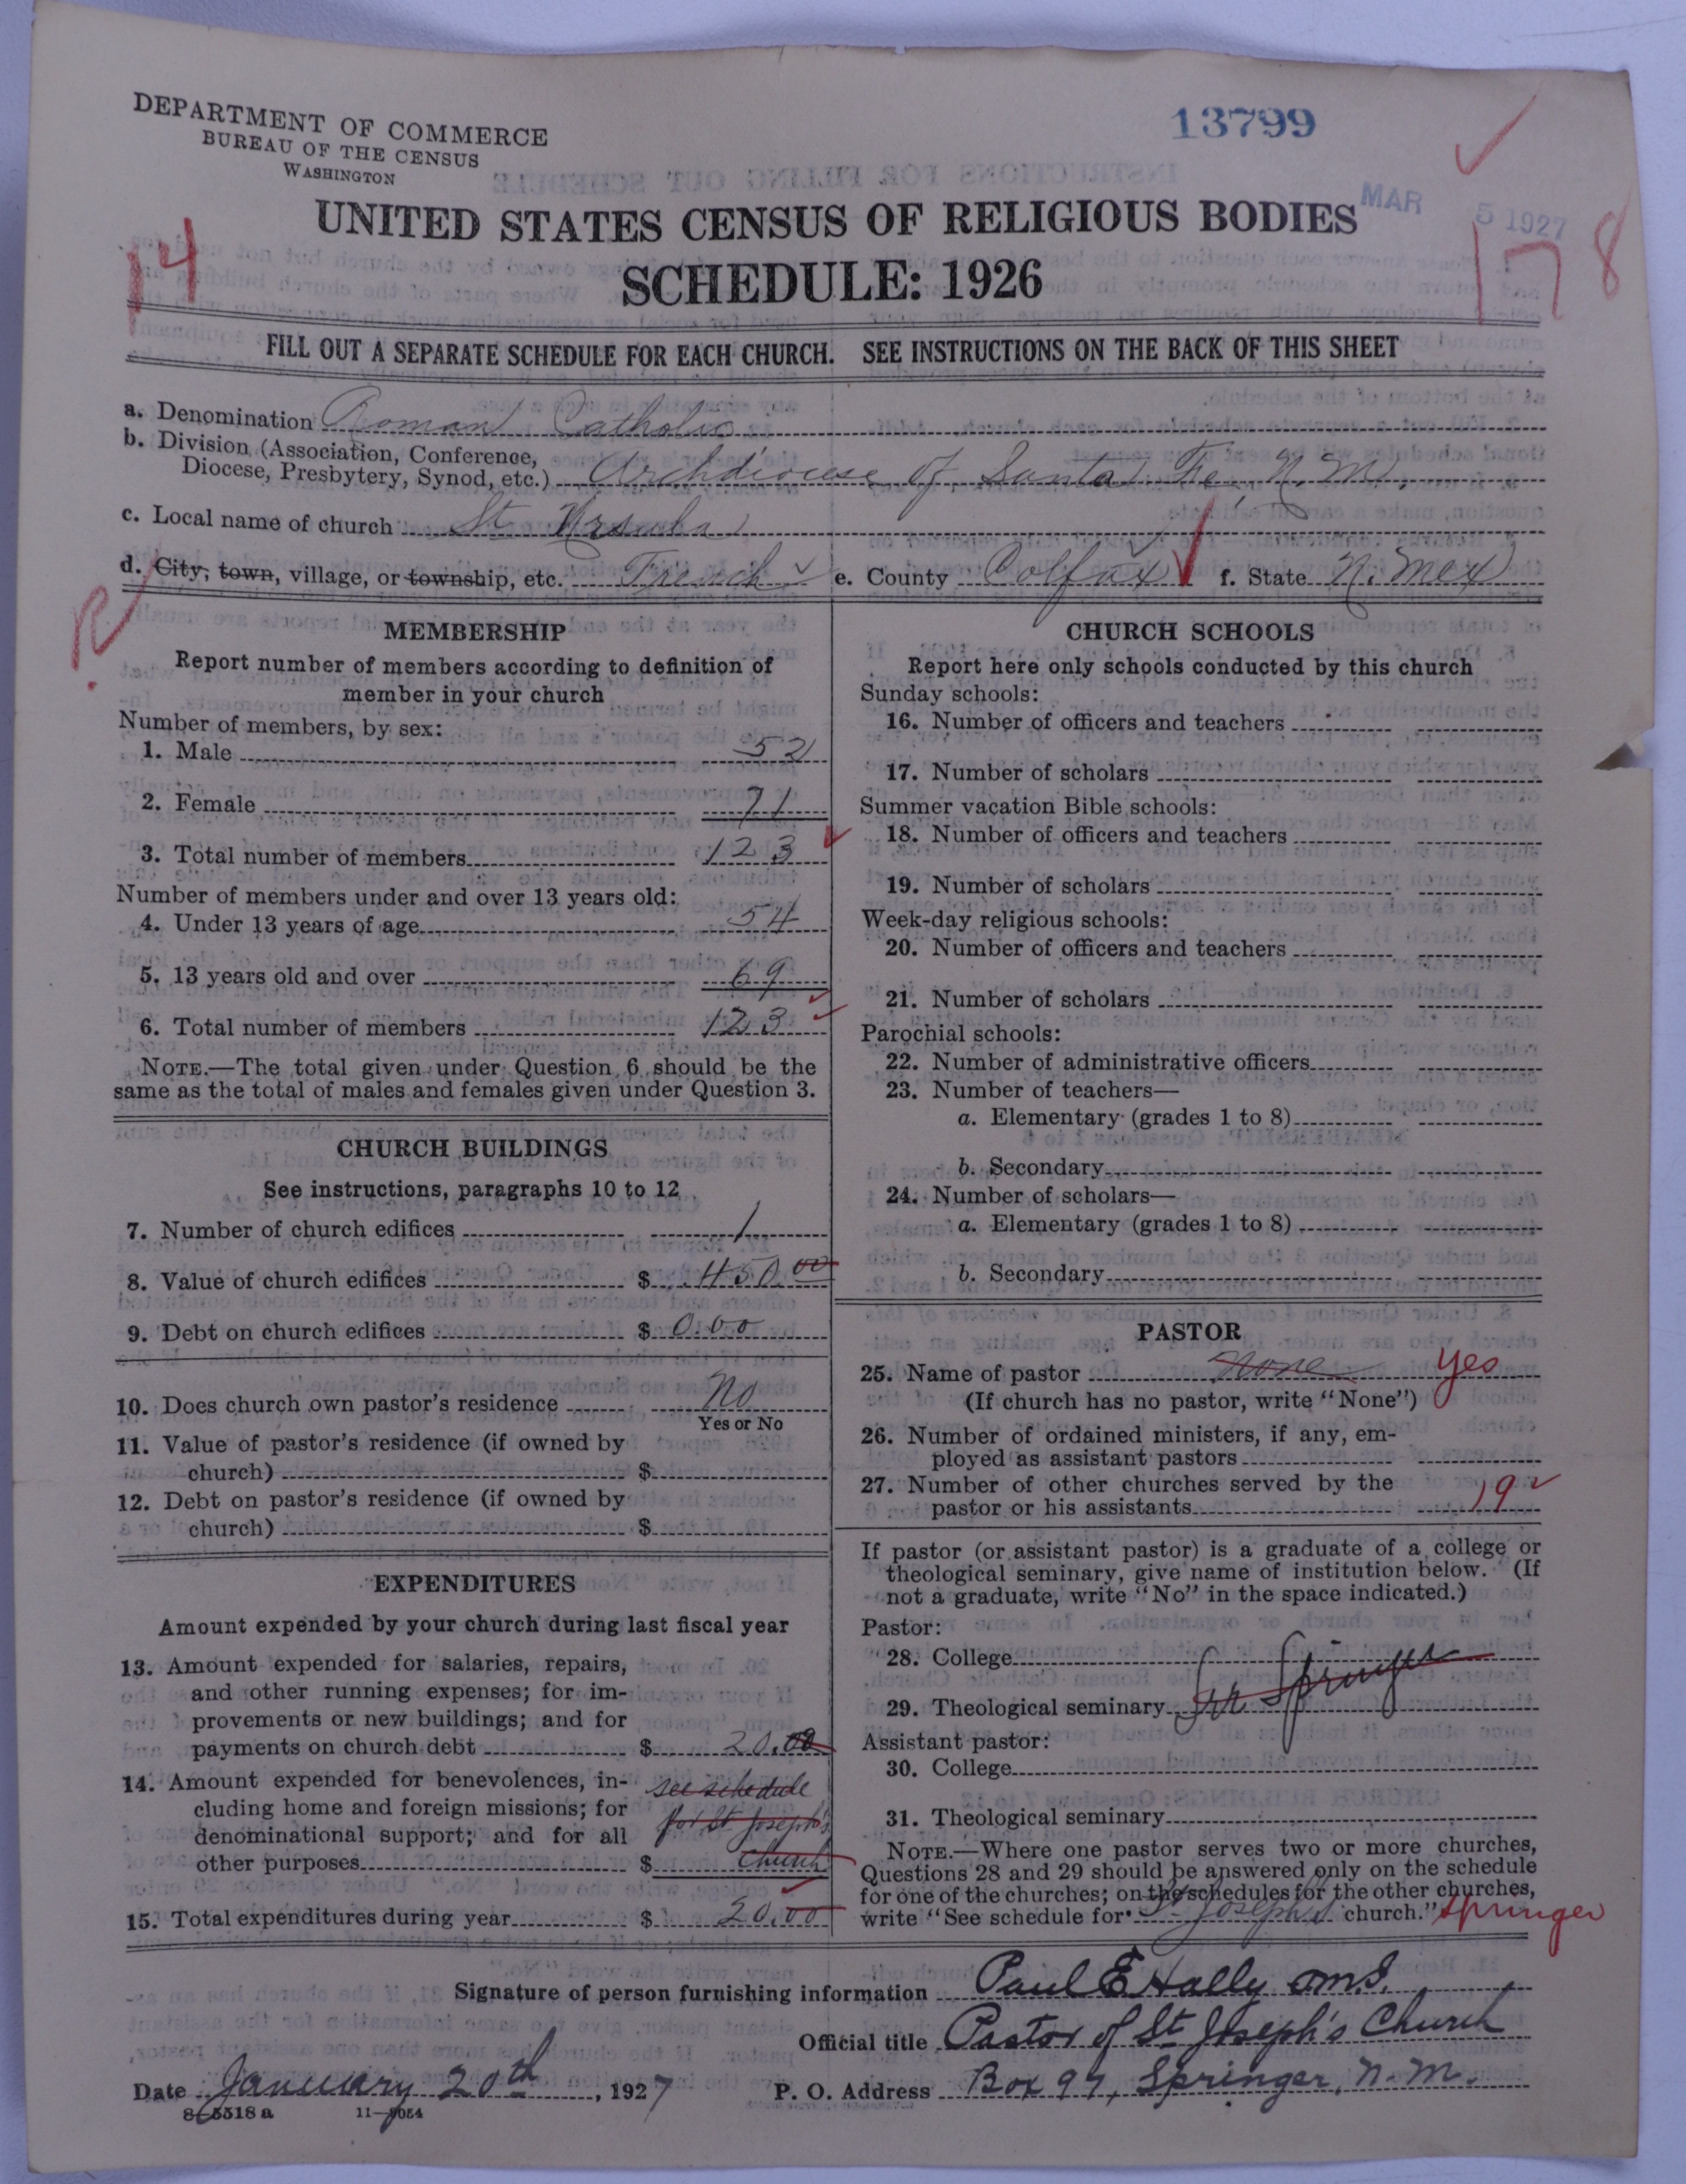 DEPARTMENT OF COMMERCE
BUREAU OF THE CENSUS
WASHINGTON
13799
MAR 5 1927
UNITED STATES CENSUS OF RELIGIOUS BODIES
14
178
SCHEDULE: 1926
FILL OUT A SEPARATE SCHEDULE FOR EACH CHURCH. SEE INSTRUCTIONS ON THE BACK OF THIS SHEET
a. Denomination Roman Catholic
b. Division (Association, Conference,
Diocese, Presbytery, Synod, etc.) Archdiocese of Santa Fe, N.M.
c. Local name of church St Ursula
d. City, town, village, or township, etc. French e. County Colfax f. State N. Mex
R
MEMBERSHIP
Report number of members according to definition of
member in your church
Number of members, by sex:
1. Male 52
2. Female 71
3. Total number of members 123
Number of members under and over 13 years old:
4. Under 13 years of age 54
5. 13 years old and over 69
6. Total number of members 123
NOTE.—The total given under Question 6 should be the
same as the total of males and females given under Question 3.
CHURCH BUILDINGS
See instructions, paragraphs 10 to 12
7. Number of church edifices 1
8. Value of church edifices $ 450.00
9. Debt on church edifices $ 0.00
10. Does church own pastor's residence No
Yes or No
11. Value of pastor's residence (if owned by
church) $
12. Debt on pastor's residence (if owned by
church) $
EXPENDITURES
Amount expended by your church during last fiscal year
13. Amount expended for salaries, repairs,
and other running expenses; for im-
provements or new buildings; and for
payments on church debt $ 20.00
14. Amount expended for benevolences, in- see schedule
cluding home and foreign missions; for for St Joseph's
denominational support; and for all
other purposes $ church
15. Total expenditures during year $ 20.00
CHURCH SCHOOLS
Report here only schools conducted by this church
Sunday schools:
16. Number of officers and teachers
17. Number of scholars
Summer vacation Bible schools:
18. Number of officers and teachers
19. Number of scholars
Week-day religious schools:
20. Number of officers and teachers
21. Number of scholars
Parochial schools:
22. Number of administrative officers
23. Number of teachers—
a. Elementary (grades 1 to 8)
b. Secondary
24. Number of scholars—
a. Elementary (grades 1 to 8)
b. Secondary
PASTOR
25. Name of pastor None yes
(If church has no pastor, write "None")
26. Number of ordained ministers, if any, em-
ployed as assistant pastors
27. Number of other churches served by the
pastor or his assistants 19
If pastor (or assistant pastor) is a graduate of a college or
theological seminary, give name of institution below. (If
not a graduate, write "No" in the space indicated.)
Pastor:
28. College
29. Theological seminary Springer
Assistant pastor:
30. College
31. Theological seminary
NOTE.—Where one pastor serves two or more churches,
Questions 28 and 29 should be answered only on the schedule
for one of the churches; on the schedules for the other churches,
write "See schedule for St Joseph's church." Springer
Signature of person furnishing information Paul E Hally OM.I.
Official title Pastor of St Joseph's Church
Date January 20th, 1927 P. O. Address Box 97, Springer, N.M.
8-5318 a 11-9054